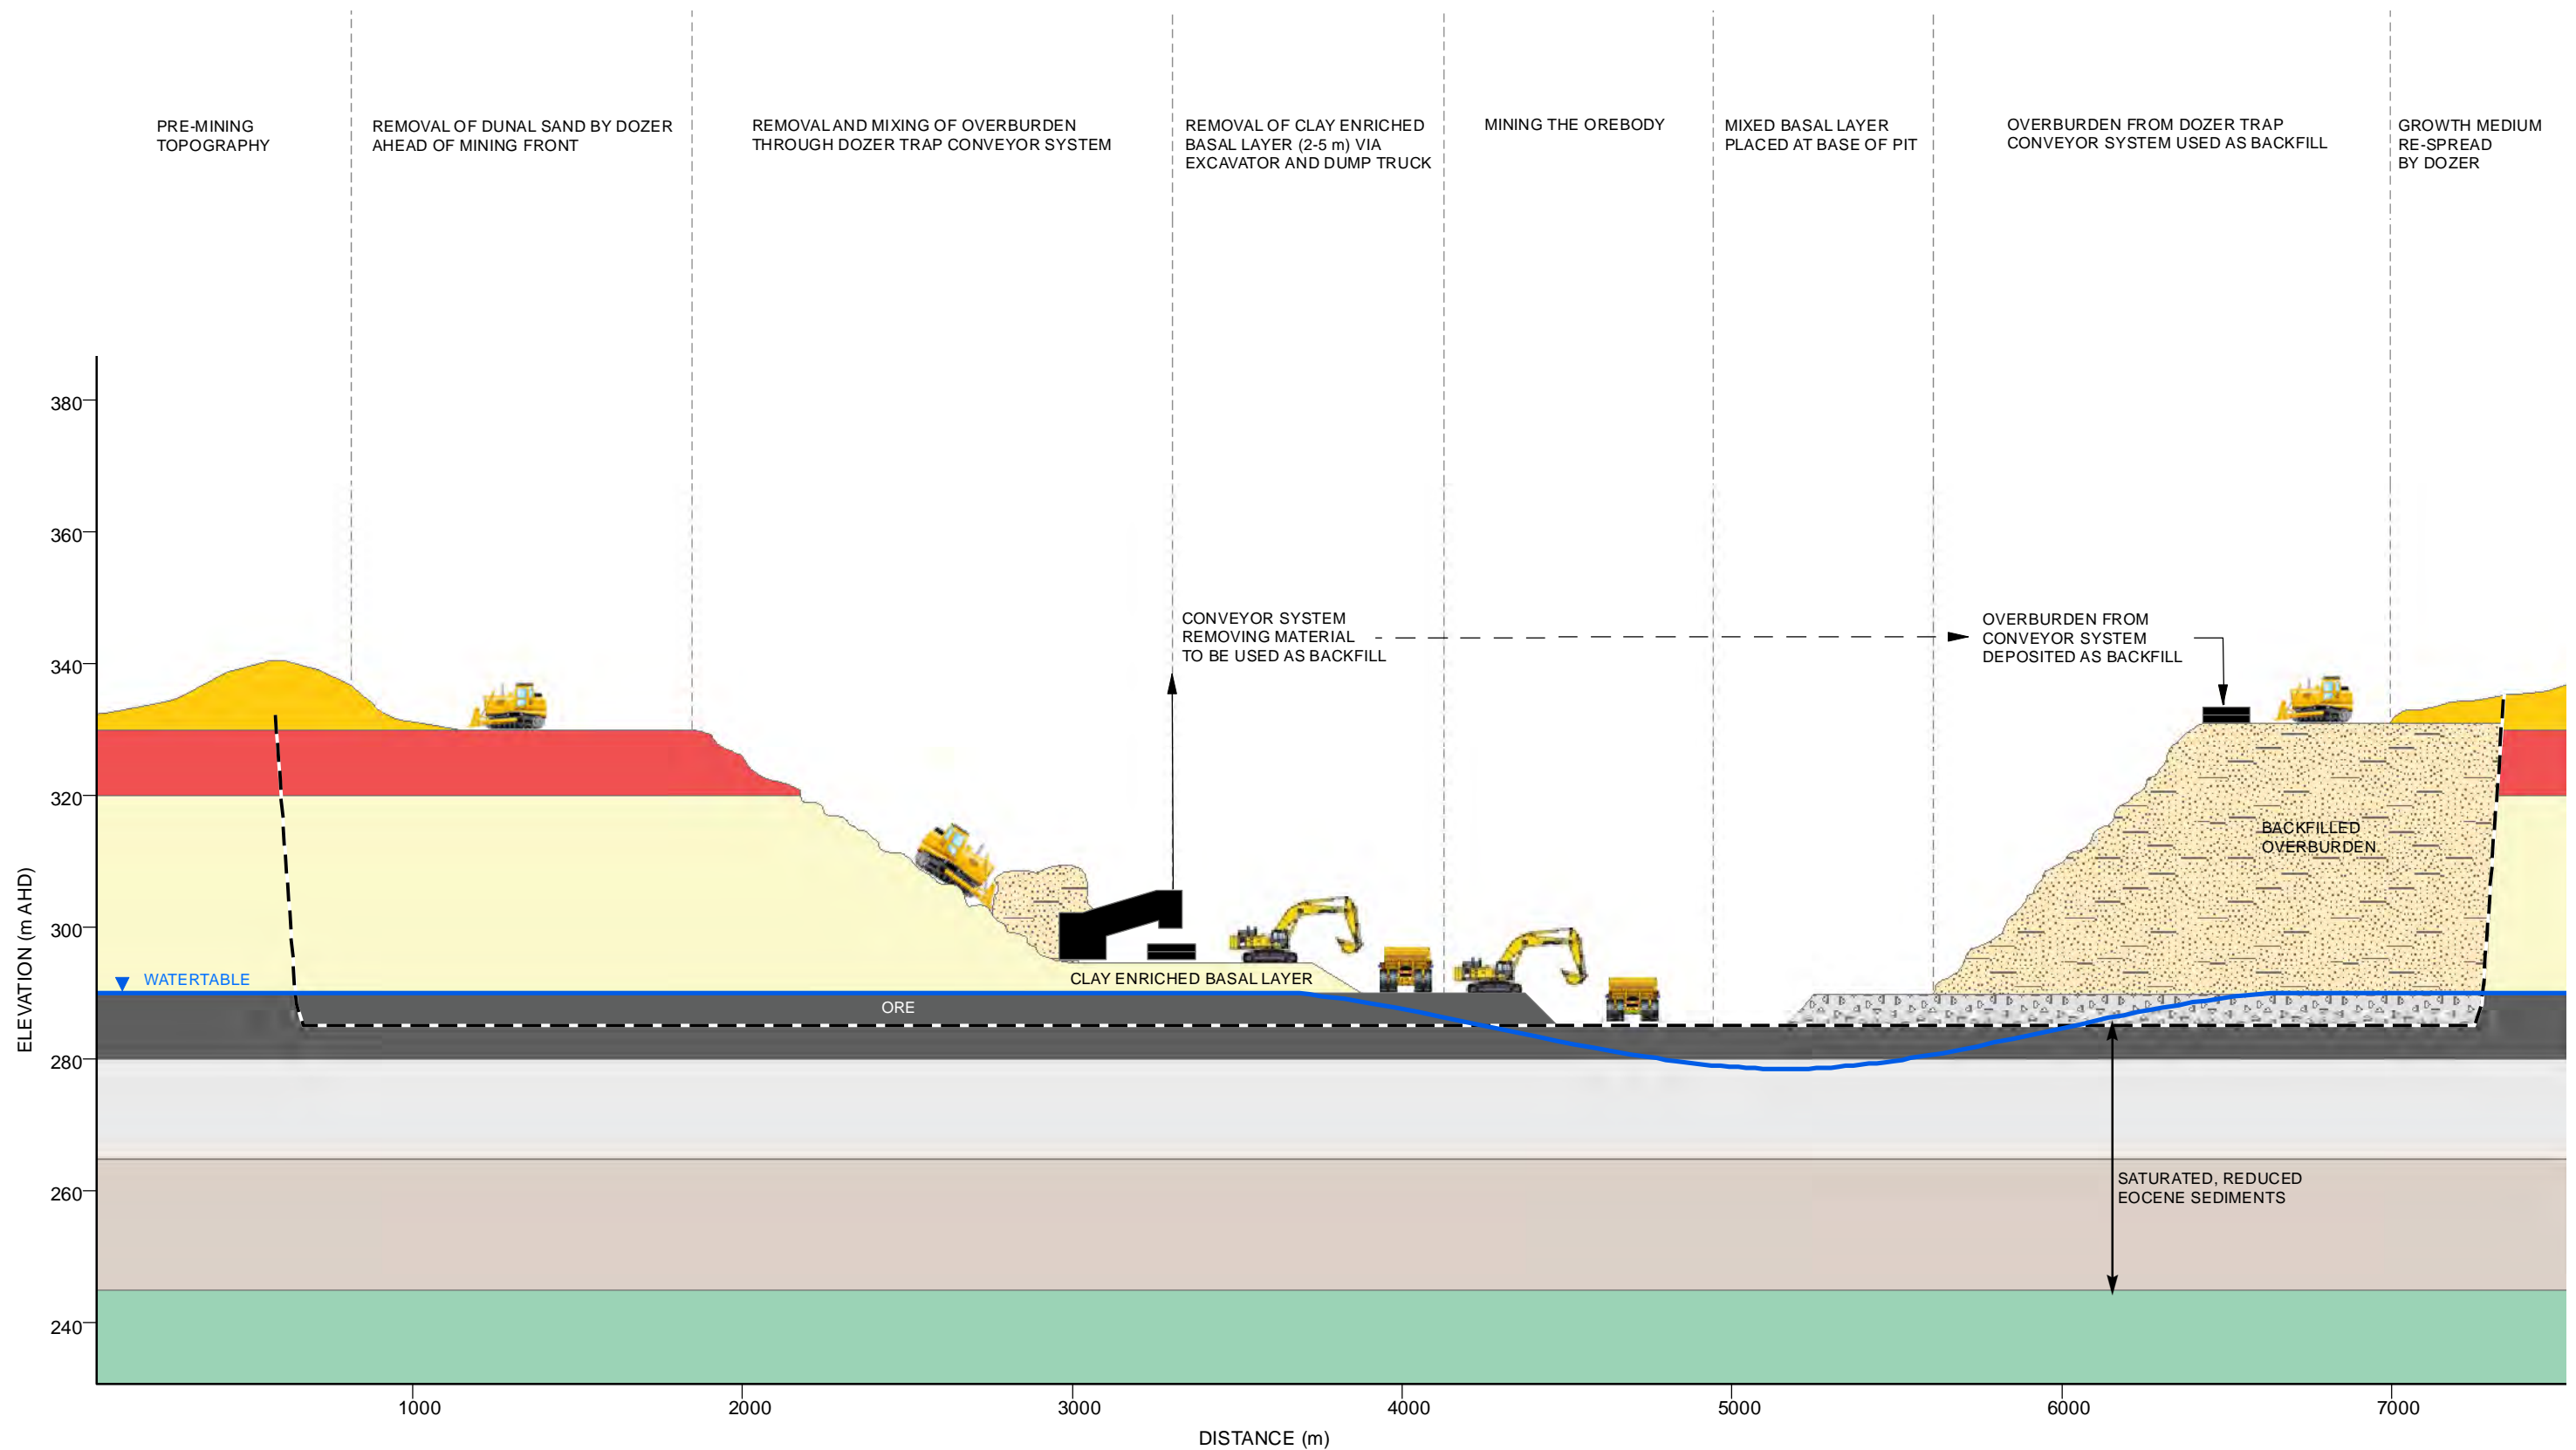 PRE-MINING
TOPOGRAPHY
REMOVAL OF DUNAL SAND BY DOZER
AHEAD OF MINING FRONT
REMOVAL AND MIXING OF OVERBURDEN
THROUGH DOZER TRAP CONVEYOR SYSTEM
REMOVAL OF CLAY ENRICHED
BASAL LAYER (2-5 m) VIA
EXCAVATOR AND DUMP TRUCK
MINING THE OREBODY
MIXED BASAL LAYER
PLACED AT BASE OF PIT
OVERBURDEN FROM DOZER TRAP
CONVEYOR SYSTEM USED AS BACKFILL
GROWTH MEDIUM
RE-SPREAD
BY DOZER
CONVEYOR SYSTEM
REMOVING MATERIAL
TO BE USED AS BACKFILL
OVERBURDEN FROM
CONVEYOR SYSTEM
DEPOSITED AS BACKFILL
BACKFILLED
OVERBURDEN
WATERTABLE
CLAY ENRICHED BASAL LAYER
ORE
SATURATED, REDUCED
EOCENE SEDIMENTS
ELEVATION (m AHD)
380
360
340
320
300
280
260
240
1000
2000
3000
4000
5000
6000
7000
DISTANCE (m)